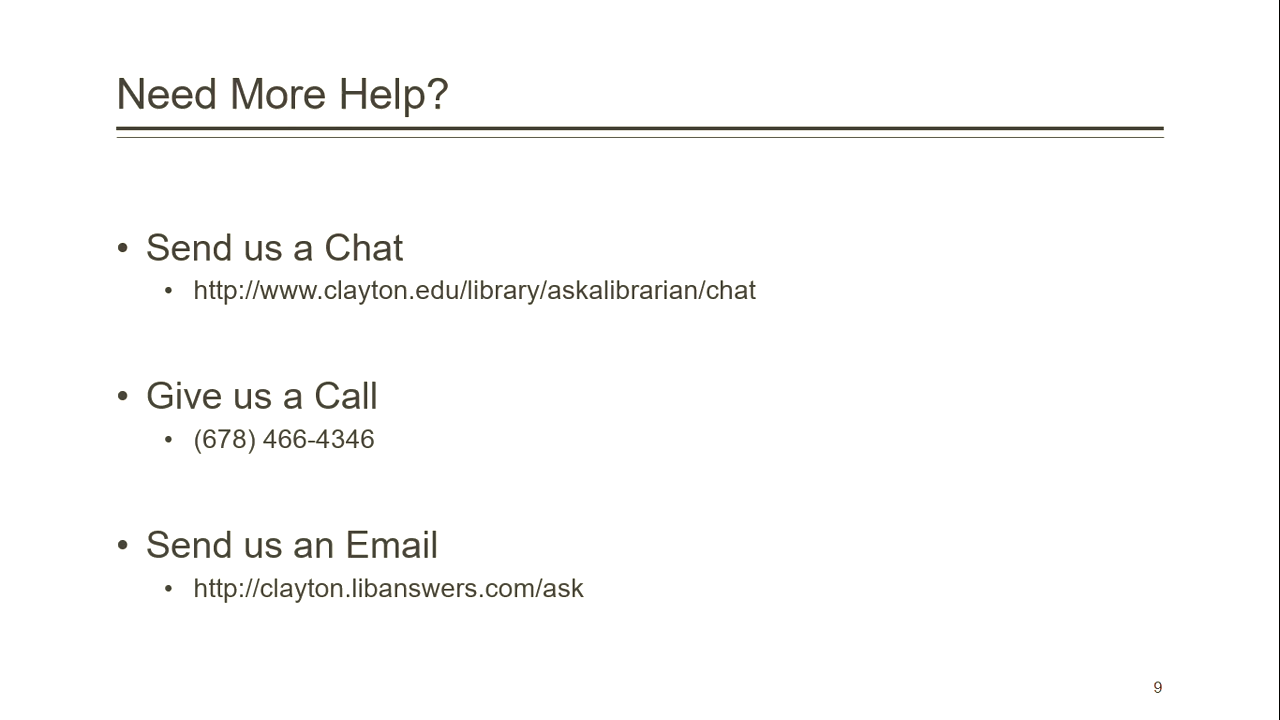 Need More Help?
• Send us a Chat
• http://www.clayton.edu/library/askalibrarian/chat
• Give us a Call
• (678) 466-4346
• Send us an Email
• http://clayton.libanswers.com/ask
9